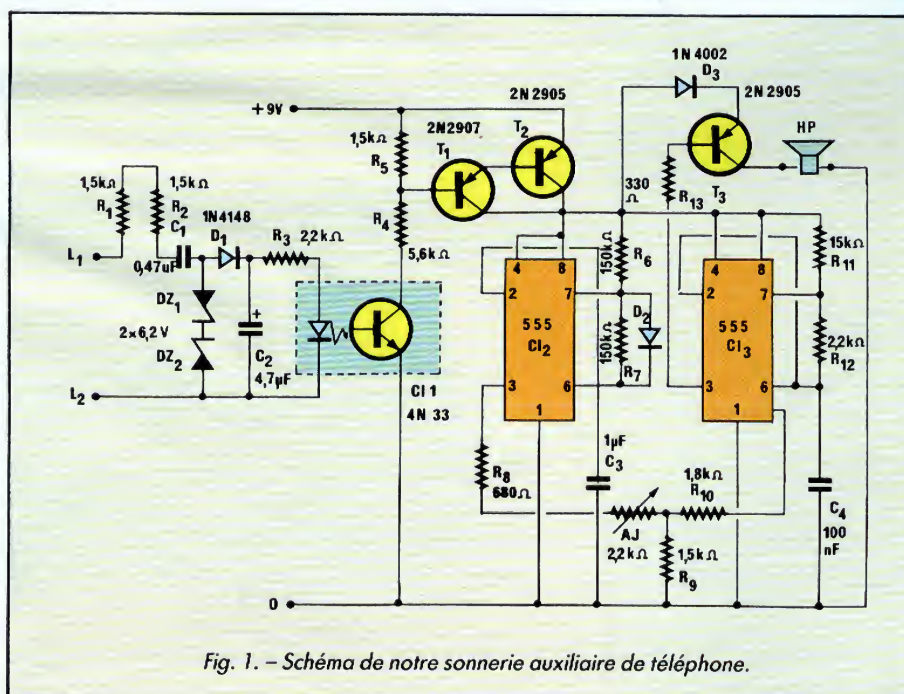 1N 4002
D3
2N 2905
2N 2905
+9V
HP
2N2907
T2
T1
1,5kΩ
R5
T3
1,5kΩ
1,5kΩ
R1
R2
C1
1N4148
D1
R3
2,2kΩ
R4
5,6kΩ
330
Ω
R13
L1
0,47uF
DZ1
2×6,2V
DZ2
C2
4,7µF
+
L2
CI1
4N 33
4
8
2
7
555
CI2
3
6
1
150kΩ
R6
D2
150kΩ
R7
4
8
2
7
555
CI3
3
6
1
15kΩ
R11
2,2kΩ
R12
R8
680Ω
1µF
C3
1,8kΩ
R10
AJ
2,2kΩ
1,5kΩ
R9
C4
100
nF
0
Fig. 1. – Schéma de notre sonnerie auxiliaire de téléphone.